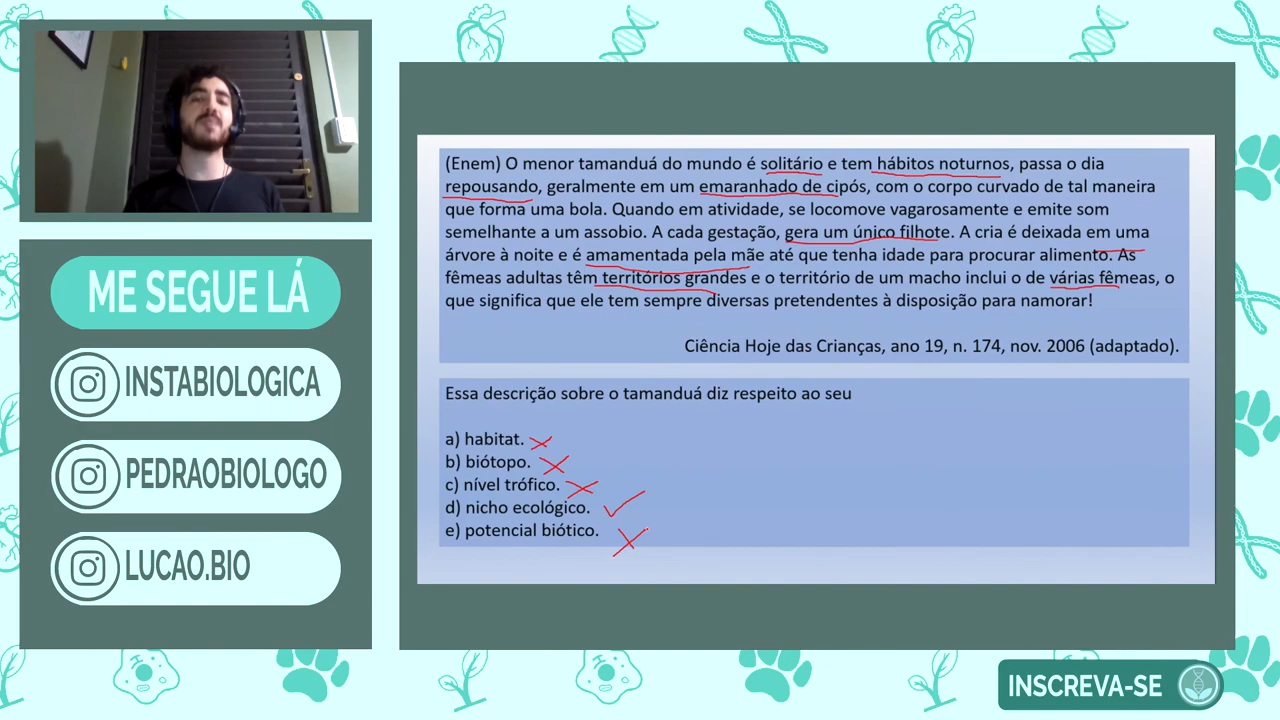 (Enem) O menor tamanduá do mundo é solitário e tem hábitos noturnos, passa o dia
repousando, geralmente em um emaranhado de cipós, com o corpo curvado de tal maneira
que forma uma bola. Quando em atividade, se locomove vagarosamente e emite som
semelhante a um assobio. A cada gestação, gera um único filhote. A cria é deixada em uma
árvore à noite e é amamentada pela mãe até que tenha idade para procurar alimento. As
fêmeas adultas têm territórios grandes e o território de um macho inclui o de várias fêmeas, o
que significa que ele tem sempre diversas pretendentes à disposição para namorar!
Ciência Hoje das Crianças, ano 19, n. 174, nov. 2006 (adaptado).
Essa descrição sobre o tamanduá diz respeito ao seu
a) habitat.
b) biótopo.
c) nível trófico.
d) nicho ecológico.
e) potencial biótico.
ME SEGUE LÁ
INSTABIOLOGICA
PEDRAOBIOLOGO
LUCAO.BIO
INSCREVA-SE